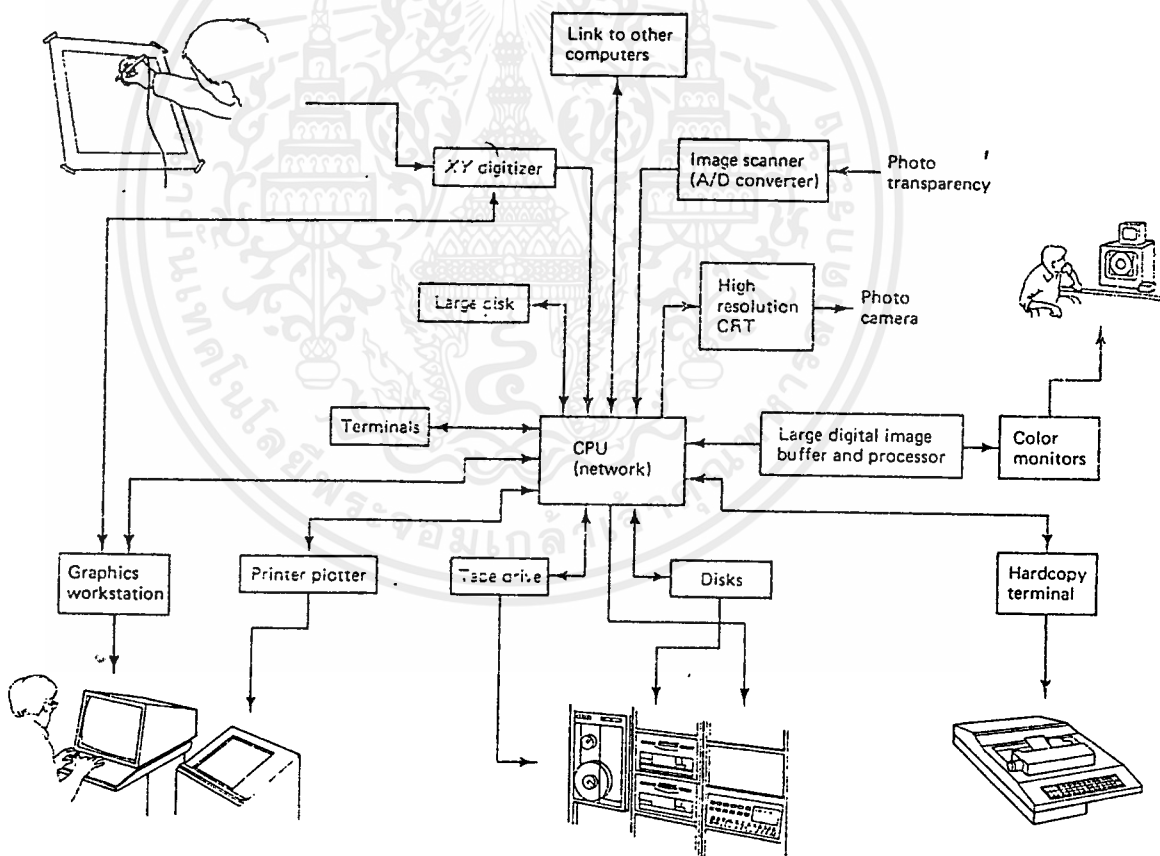 Link to other
computers
XY digitizer
Image scanner
(A/D converter)
Photo
transparency
Large disk
High
resolution
CRT
Photo
camera
Terminals
CPU
(network)
Large digital image
buffer and processor
Color
monitors
Graphics
workstation
Printer plotter
Tape drive
Disks
Hardcopy
terminal